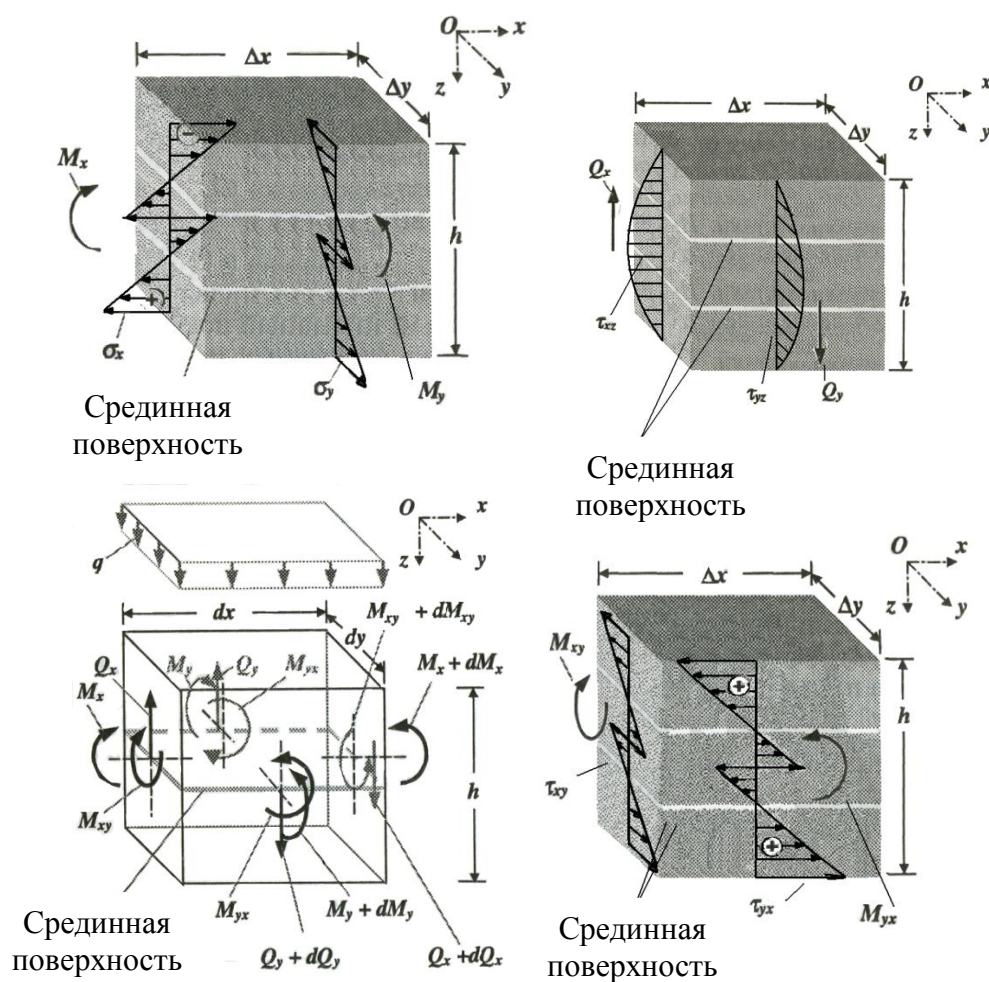 O x
Δx
z y
Δy
−
M_x
h
+
σ_x
σ_y
M_y
Срединная
поверхность
O x
Δx
z y
Δy
Q_x
h
τ_xz
τ_yz
Q_y
Срединная
поверхность
O x
z y
q
dx
M_xy + dM_xy
dy
Q_x
M_y
Q_y
M_yx
M_x + dM_x
M_x
h
M_xy
M_yx
M_y + dM_y
Срединная
поверхность
Q_y + dQ_y
Q_x + dQ_x
O x
Δx
z y
Δy
M_xy
+
h
τ_xy
+
τ_yx
M_yx
Срединная
поверхность